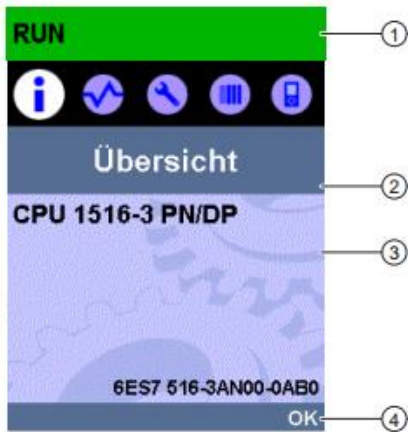 RUN
1
Übersicht
2
CPU 1516-3 PN/DP
3
6ES7 516-3AN00-0AB0
OK
4